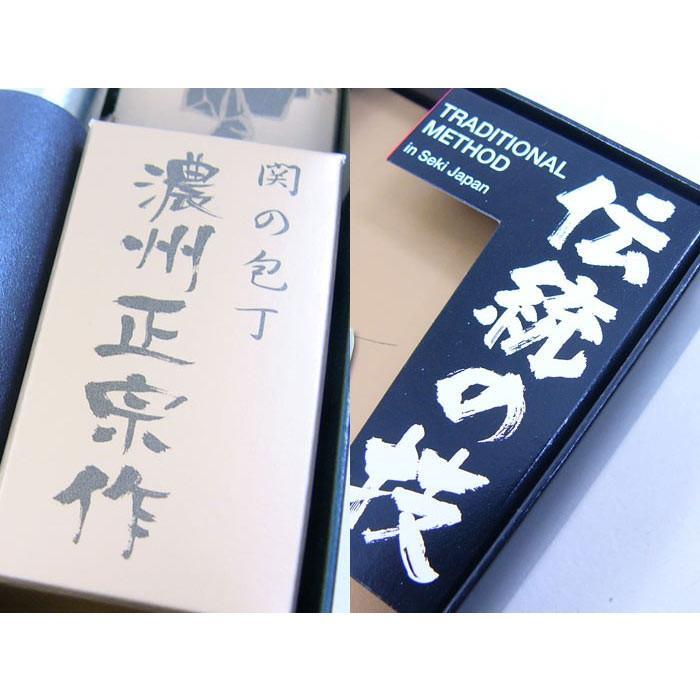 関の包丁
濃州正宗作
TRADITIONAL
METHOD
in Seki Japan
伝統の技